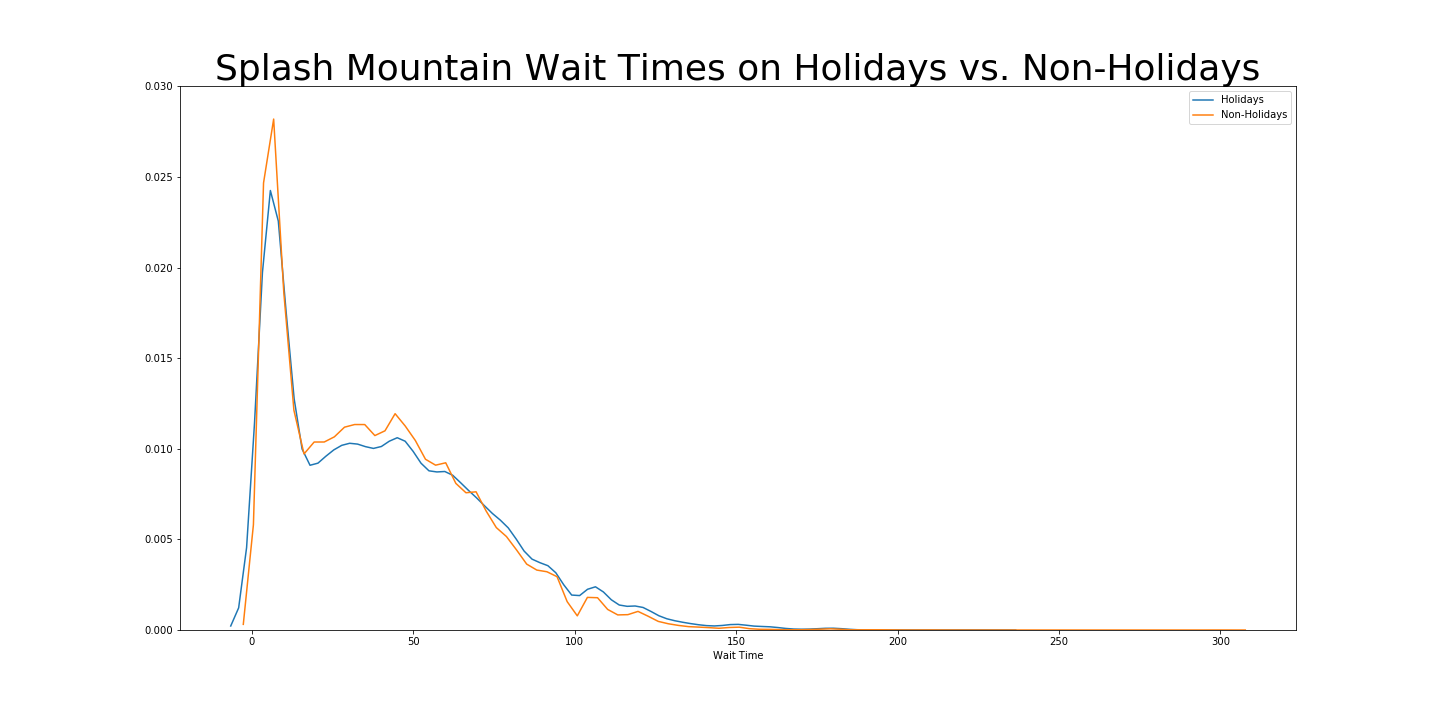 Splash Mountain Wait Times on Holidays vs. Non-Holidays
0.030
Holidays
Non-Holidays
0.025
0.020
0.015
0.010
0.005
0.000
0 50 100 150 200 250 300
Wait Time